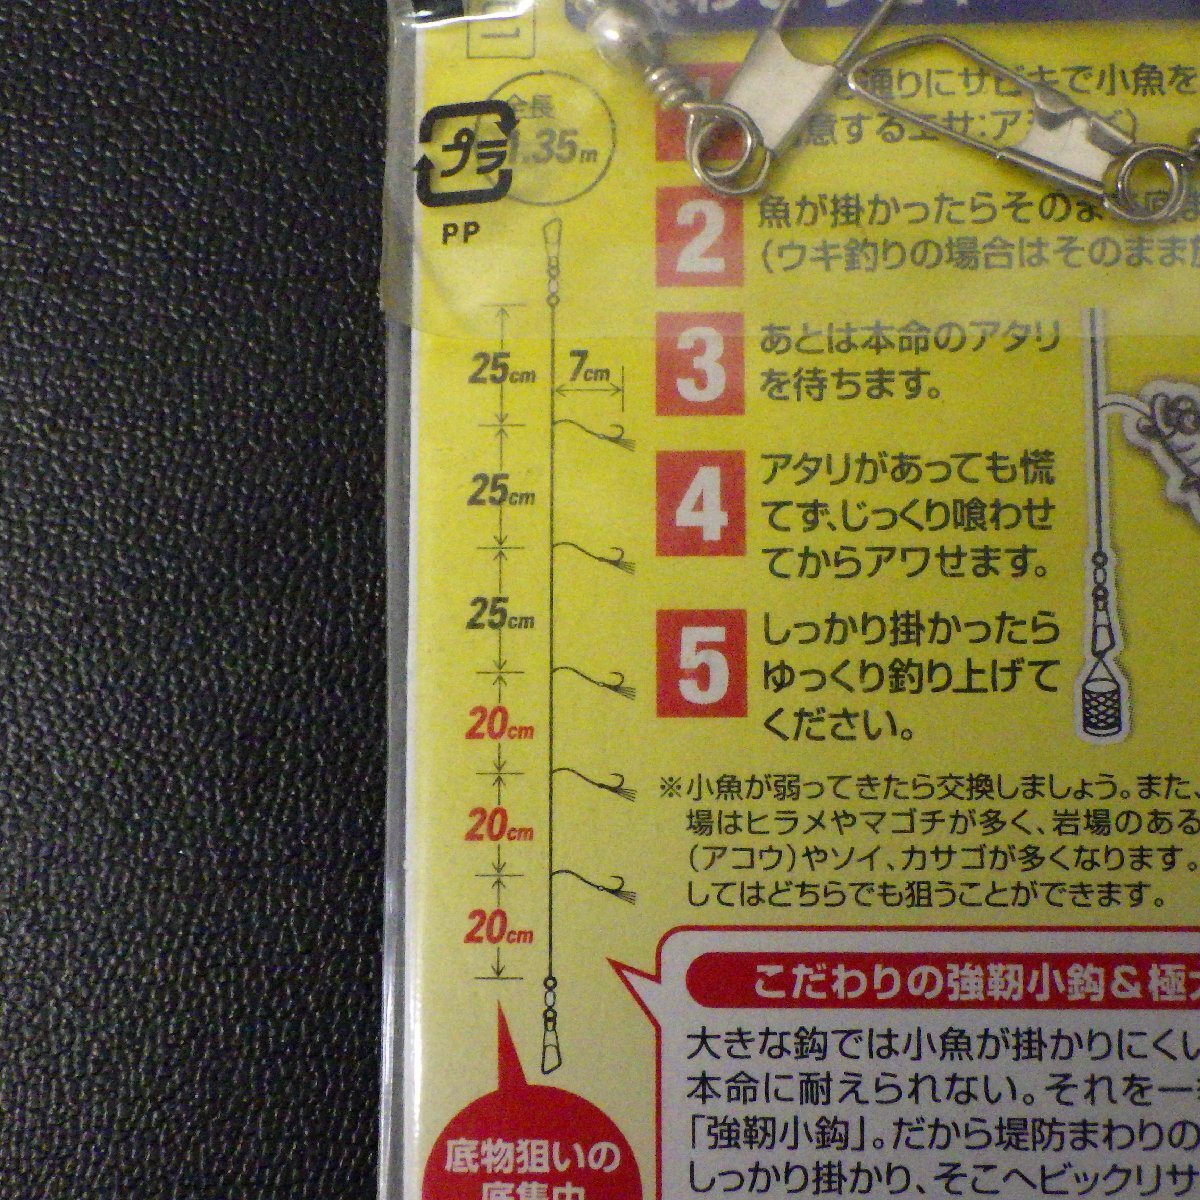 全長
1.35m
プラ
PP
25cm
7cm
25cm
25cm
20cm
20cm
20cm
底物狙いの
底集中
1
通りにサビキで小魚を
意するエサ:ア
2
魚が掛かったらそのまま
(ウキ釣りの場合はそのまま
3
あとは本命のアタリ
を待ちます。
4
アタリがあっても慌
てず、じっくり喰わせ
てからアワせます。
5
しっかり掛かったら
ゆっくり釣り上げて
ください。
※小魚が弱ってきたら交換しましょう。また、
場はヒラメやマゴチが多く、岩場のある
(アコウ)やソイ、カサゴが多くなります。
してはどちらでも狙うことができます。
こだわりの強靭小鈎&極
大きな鈎では小魚が掛かりにくい
本命に耐えられない。それを一
「強靭小鈎」。だから堤防まわりの
しっかり掛かり、そこへビックリサ